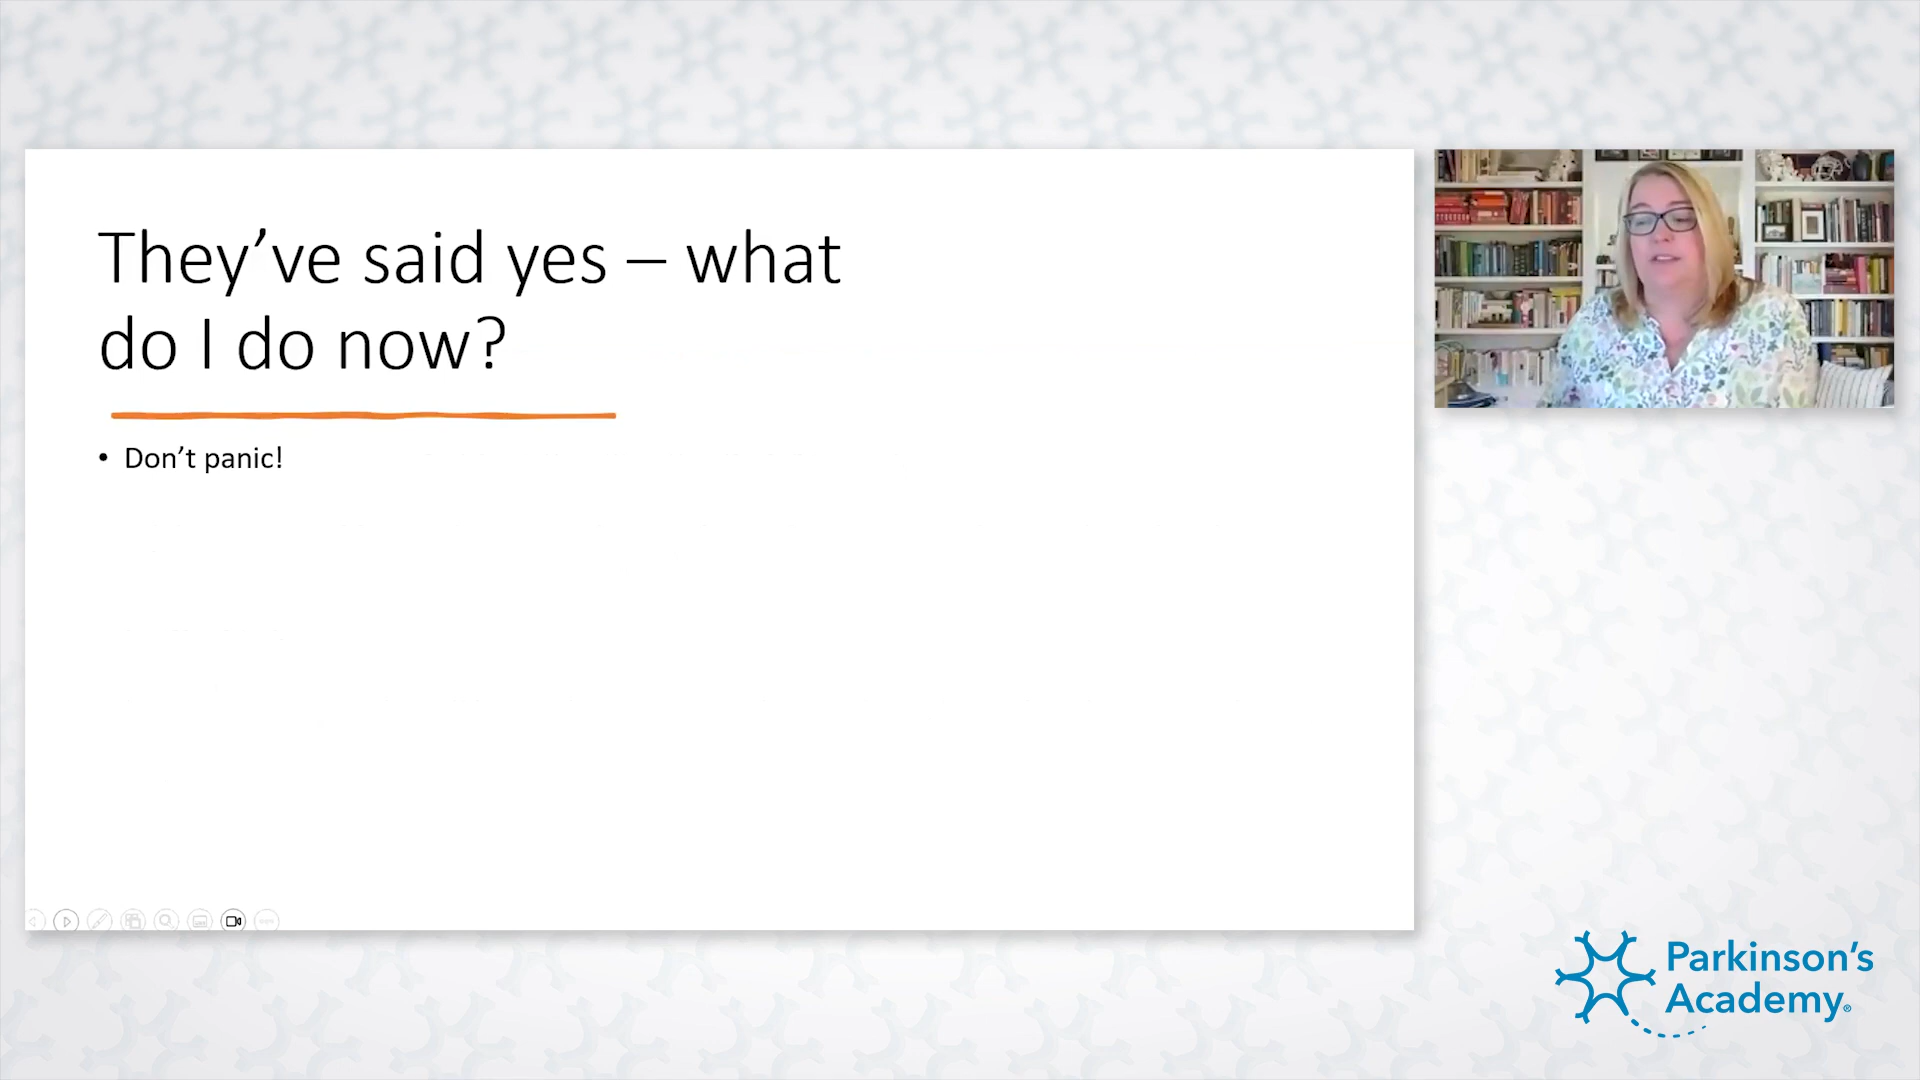 They’ve said yes – what
do I do now?
• Don’t panic!
Parkinson’s
Academy®